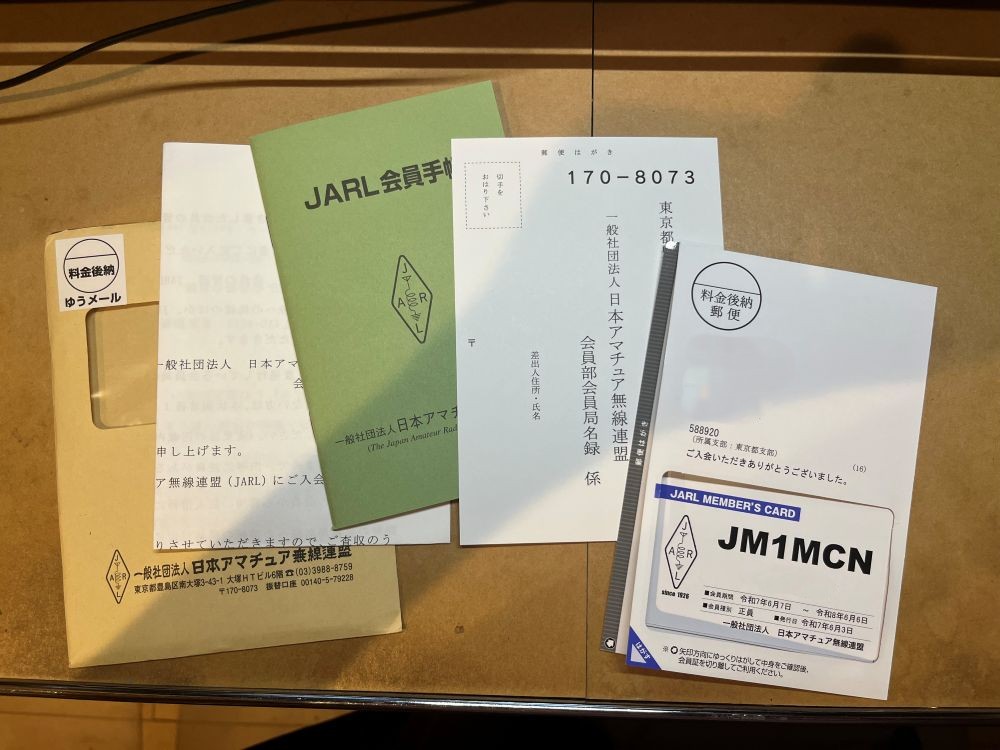 料金後納
ゆうメール
一般社団法人 日本アマ
会
申し上げます。
ア無線連盟(JARL)にご入会
りさせていただきますので、ご査収のう
JARL
一般社団法人日本アマチュア無線連盟
東京都豊島区南大塚3-43-1 大塚HTビル6階☎(03)3988-8759
〒170-8073 振替口座 00140-5-79228
JARL会員手帳
JARL
一般社団法人日本アマチュ
(The Japan Amateur Rad
郵便はがき
切手を
おはり下さい
170-8073
東京都
一般社団法人日本アマチュア無線連盟
会員部会員局名録 係
差出人住所・氏名
〒
料金後納
郵便
588920
(所属支部:東京都支部)
(16)
ご入会いただきありがとうございました。
JARL MEMBER'S CARD
JARL
since 1926
JM1MCN
■会員期間 令和7年6月7日 ~ 令和8年6月6日
■会員種別 正員 ■発行日 令和7年6月3日
一般社団法人 日本アマチュア無線連盟
はがす
※〇矢印方向にゆっくりはがして中身をご確認後、
会員証を切り離してご利用ください。